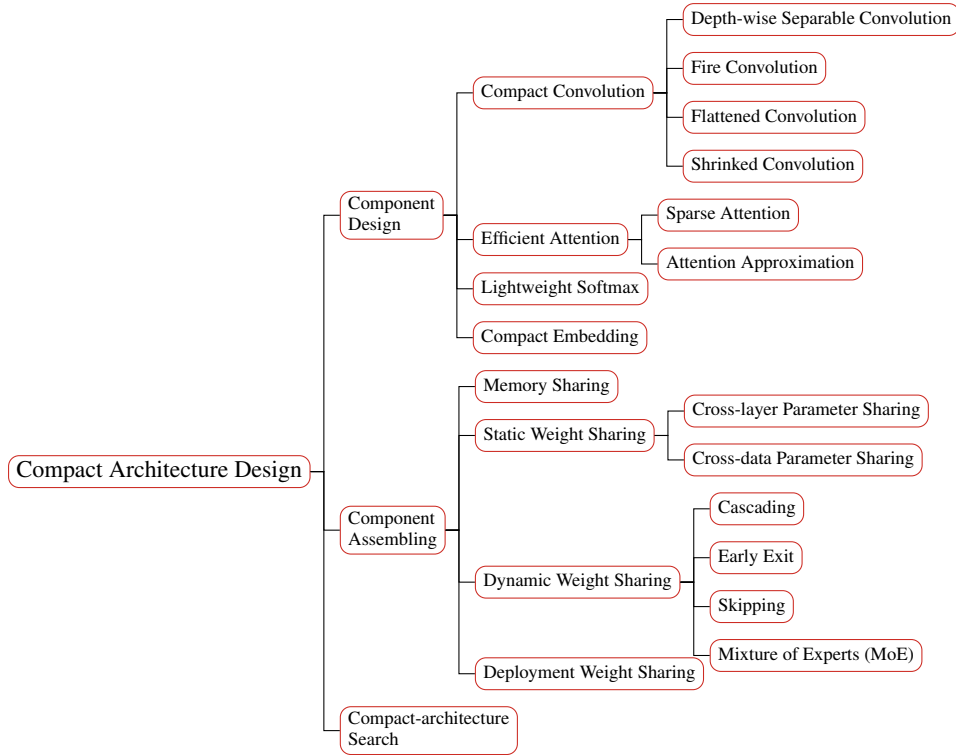 Compact Architecture Design
Component
Design
Compact Convolution
Depth-wise Separable Convolution
Fire Convolution
Flattened Convolution
Shrinked Convolution
Efficient Attention
Sparse Attention
Attention Approximation
Lightweight Softmax
Compact Embedding
Component
Assembling
Memory Sharing
Static Weight Sharing
Cross-layer Parameter Sharing
Cross-data Parameter Sharing
Dynamic Weight Sharing
Cascading
Early Exit
Skipping
Mixture of Experts (MoE)
Deployment Weight Sharing
Compact-architecture
Search